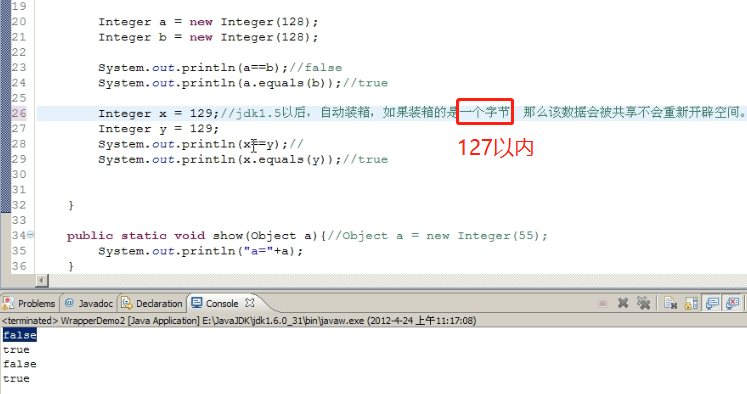 19
20 Integer a = new Integer(128);
21 Integer b = new Integer(128);
22
23 System.out.println(a==b);//false
24 System.out.println(a.equals(b));//true
25
26 Integer x = 129;//jdk1.5以后，自动装箱，如果装箱的是一个字节 那么该数据会被共享不会重新开辟空间。
27 Integer y = 129;
127以内
28 System.out.println(x==y);//
29 System.out.println(x.equals(y));//true
30
31
32 }
33
34 public static void show(Object a){//Object a = new Integer(55);
35 System.out.println("a="+a);
36 }
Problems @ Javadoc Declaration Console
<terminated> WrapperDemo2 [Java Application] E:\JavaJDK\jdk1.6.0_31\bin\javaw.exe (2012-4-24 上午11:17:08)
false
true
false
true